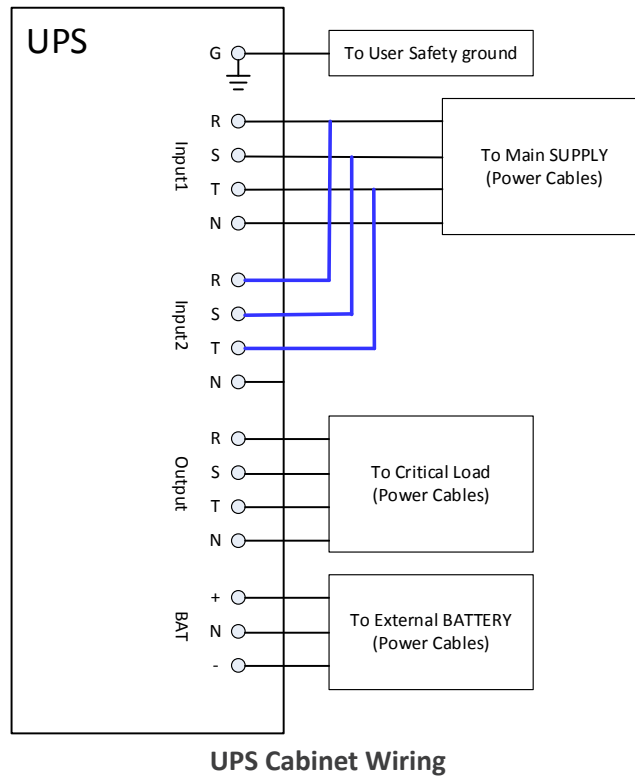 UPS
G
To User Safety ground
Input1
R
S
T
N
To Main SUPPLY
(Power Cables)
Input2
R
S
T
N
Output
R
S
T
N
To Critical Load
(Power Cables)
BAT
+
N
-
To External BATTERY
(Power Cables)
UPS Cabinet Wiring